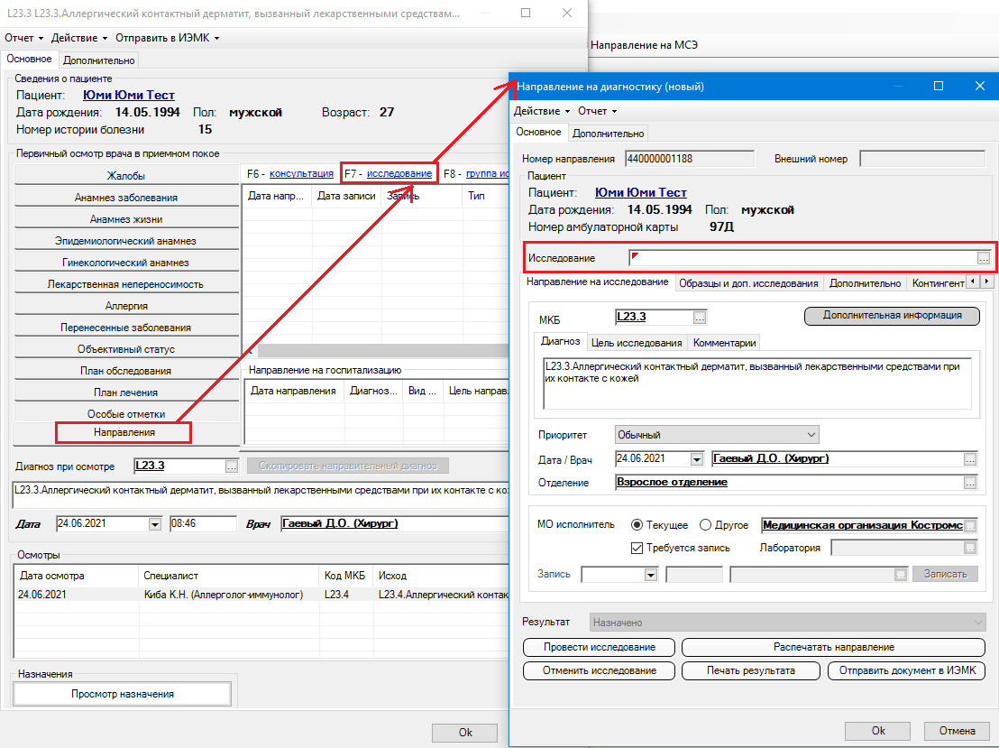 L23.3 L23.3.Аллергический контактный дерматит, вызванный лекарственными средствам...
Отчет Действие Отправить в ИЭМК
Основное Дополнительно
Сведения о пациенте
Пациент: Юми Юми Тест
Дата рождения: 14.05.1994 Пол: мужской Возраст: 27
Номер истории болезни 15
Первичный осмотр врача в приемном покое
Жалобы
Анамнез заболевания
Анамнез жизни
Эпидемиологический анамнез
Гинекологический анамнез
Лекарственная непереносимость
Аллергия
Перенесенные заболевания
Объективный статус
План обследования
План лечения
Особые отметки
Направления
F6 - консультация F7 - исследование F8 - группа ис
Дата напр... Дата записи Запись Тип
Направление на госпитализацию
Дата направления Диагноз... Вид ... Цель направ.
Диагноз при осмотре L23.3 ... Скопировать направительный диагноз
L23.3.Аллергический контактный дерматит, вызванный лекарственными средствами при их контакте с кож
Дата 24.06.2021 08:46 Врач Гаевый Д.О. (Хирург)
Осмотры
Дата осмотра Специалист Код МКБ Исход
24.06.2021 Киба К.Н. (Аллерголог-иммунолог) L23.4 L23.4.Аллергический контак
Назначения
Просмотр назначения
Ok
Направление на МСЭ
Направление на диагностику (новый)
Действие Отчет
Основное Дополнительно
Номер направления 440000001188 Внешний номер
Пациент
Пациент: Юми Юми Тест
Дата рождения: 14.05.1994 Пол: мужской
Номер амбулаторной карты 97Д
Исследование ...
Направление на исследование Образцы и доп. исследования Дополнительно Контингент
МКБ L23.3 ... Дополнительная информация
Диагноз Цель исследования Комментарии
L23.3.Аллергический контактный дерматит, вызванный лекарственными средствами при
их контакте с кожей
Приоритет Обычный
Дата / Врач 24.06.2021 Гаевый Д.О. (Хирург) ...
Отделение Взрослое отделение ...
МО исполнитель Текущее Другое Медицинская организация Костромс ...
Требуется запись Лаборатория ...
Запись ... Записать
Результат Назначено
Провести исследование Распечатать направление
Отменить исследование Печать результата Отправить документ в ИЭМК
Ok Отмена